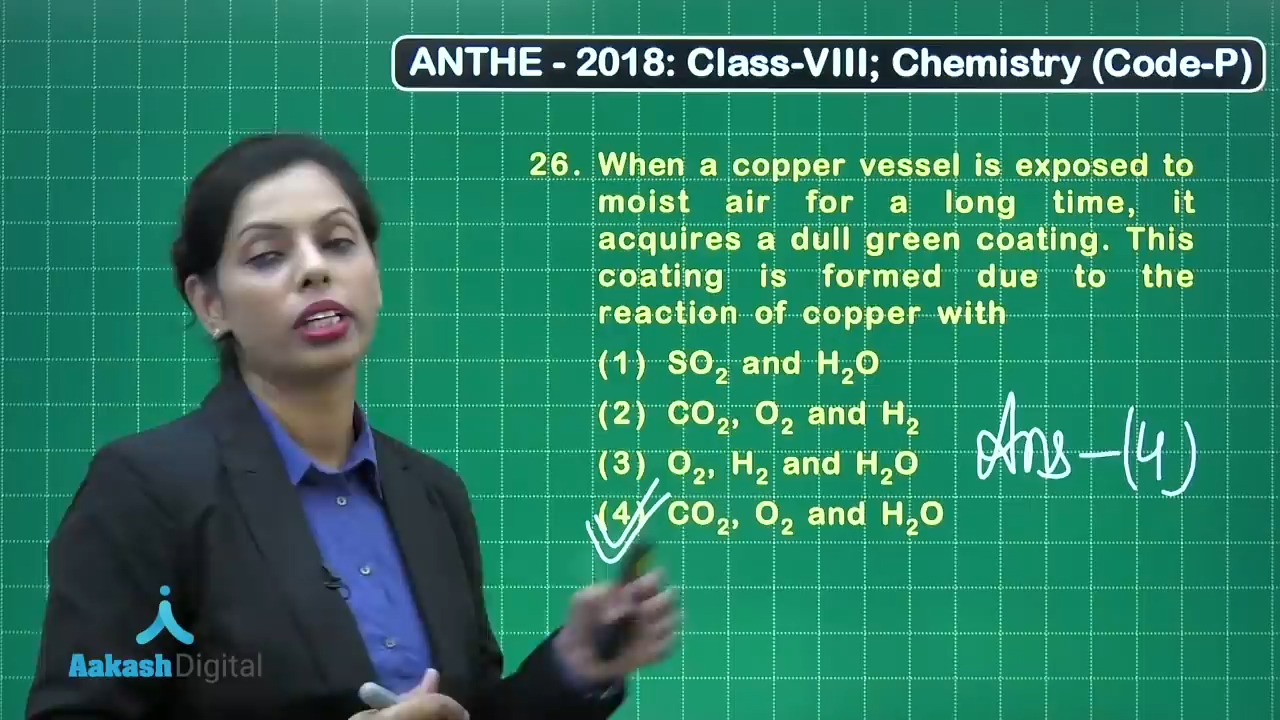 ANTHE - 2018: Class-VIII; Chemistry (Code-P)
26. When a copper vessel is exposed to
moist air for a long time, it
acquires a dull green coating. This
coating is formed due to the
reaction of copper with
(1) SO₂ and H₂O
(2) CO₂, O₂ and H₂
(3) O₂, H₂ and H₂O
(4) CO₂, O₂ and H₂O
Ans – (4)
AakashDigital